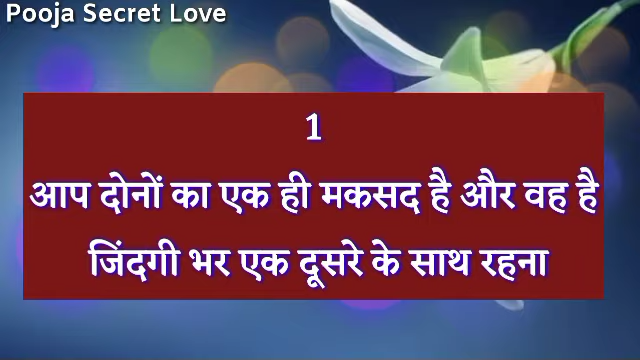 Pooja Secret Love
1
आप दोनों का एक ही मकसद है और वह है
जिंदगी भर एक दूसरे के साथ रहना